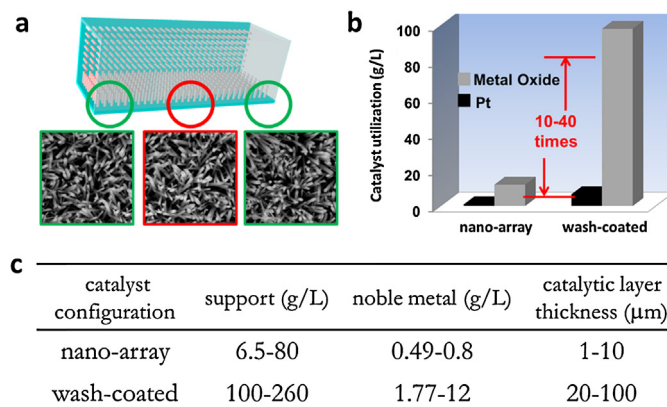 a
b
Catalyst utilization (g/L)
100
80
60
40
20
0
Metal Oxide
Pt
10-40
times
nano-array
wash-coated
c
catalyst configuration support (g/L) noble metal (g/L) catalytic layer thickness (μm)
nano-array 6.5-80 0.49-0.8 1-10
wash-coated 100-260 1.77-12 20-100